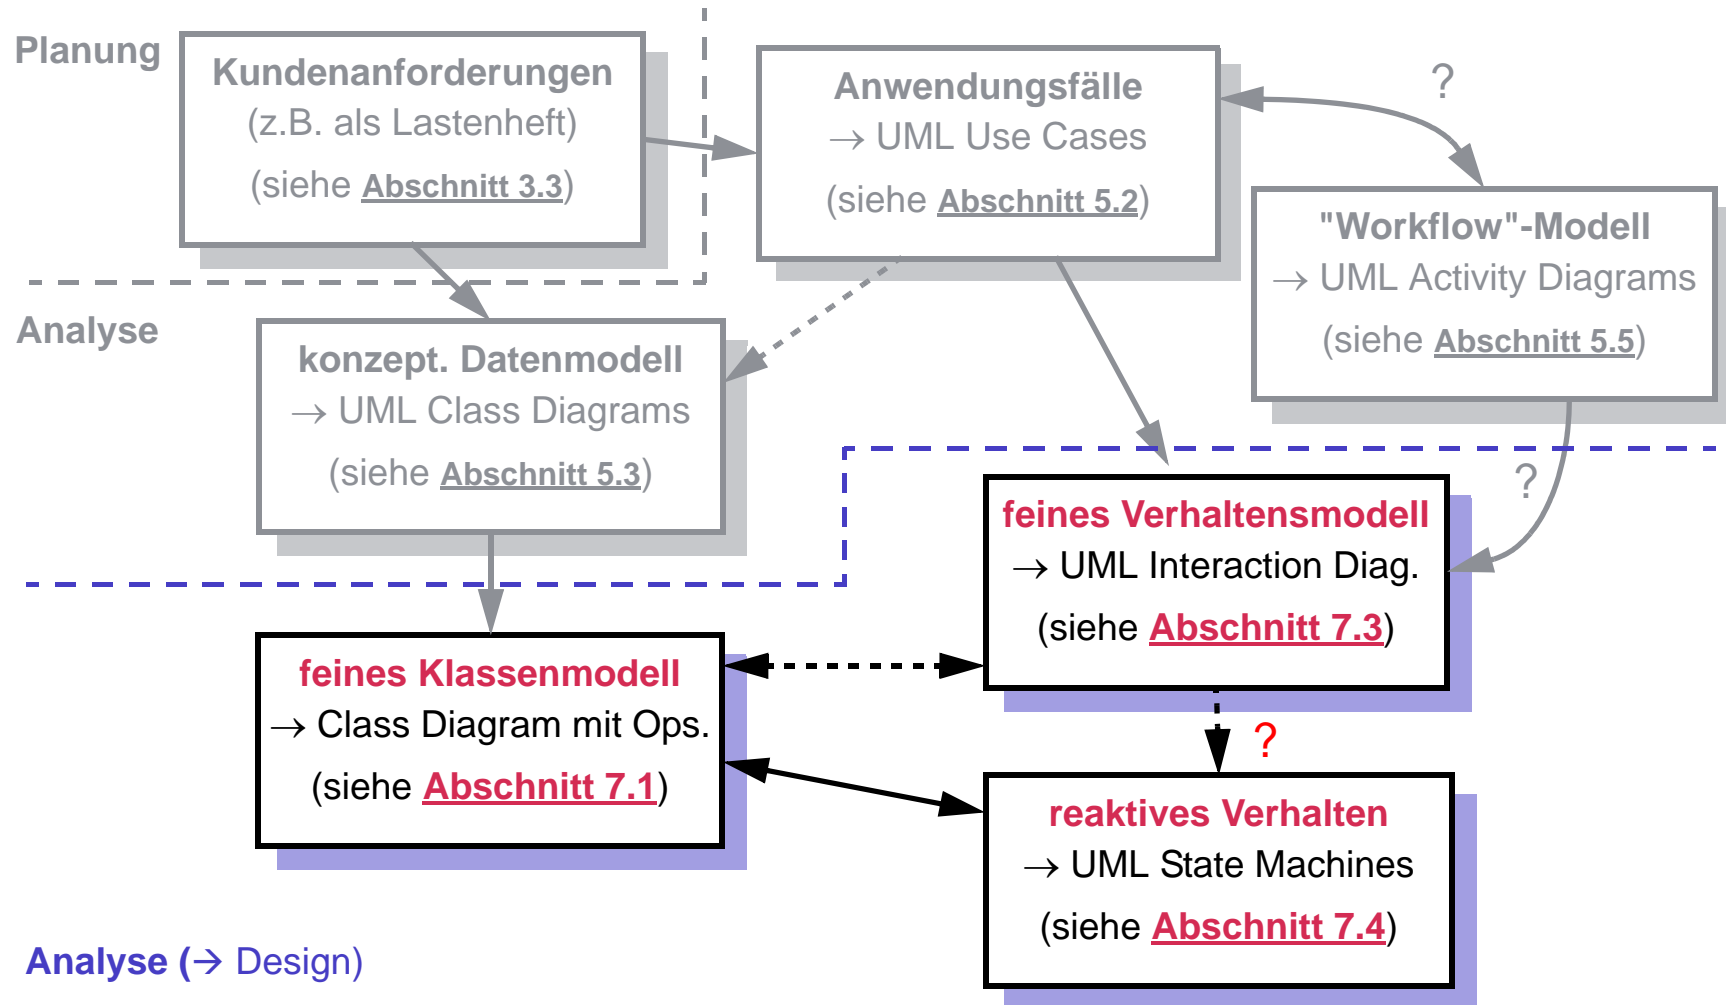 Planung
Kundenanforderungen
(z.B. als Lastenheft)
(siehe Abschnitt 3.3)
Anwendungsfälle
→ UML Use Cases
(siehe Abschnitt 5.2)
?
"Workflow"-Modell
→ UML Activity Diagrams
(siehe Abschnitt 5.5)
Analyse
konzept. Datenmodell
→ UML Class Diagrams
(siehe Abschnitt 5.3)
?
feines Verhaltensmodell
→ UML Interaction Diag.
(siehe Abschnitt 7.3)
feines Klassenmodell
→ Class Diagram mit Ops.
(siehe Abschnitt 7.1)
?
reaktives Verhalten
→ UML State Machines
(siehe Abschnitt 7.4)
Analyse (→ Design)